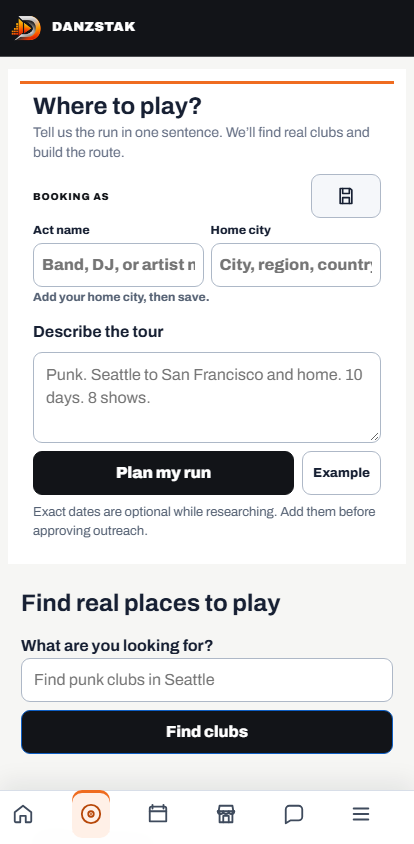 DANZSTAK
Where to play?
Tell us the run in one sentence. We’ll find real clubs and
build the route.
BOOKING AS
Act name
Home city
Band, DJ, or artist n
City, region, country
Add your home city, then save.
Describe the tour
Punk. Seattle to San Francisco and home. 10
days. 8 shows.
Plan my run
Example
Exact dates are optional while researching. Add them before
approving outreach.
Find real places to play
What are you looking for?
Find punk clubs in Seattle
Find clubs